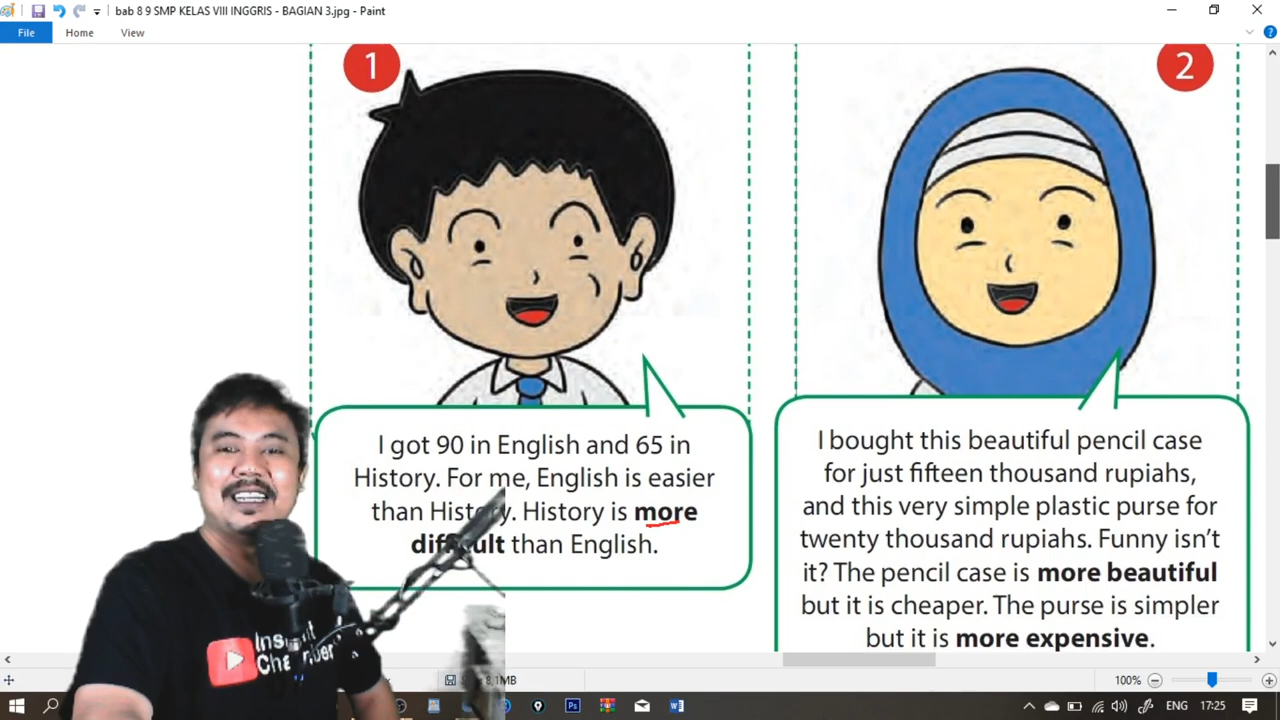 bab 8 9 SMP KELAS VIII INGGRIS - BAGIAN 3.jpg - Paint
File Home View
1
2
I got 90 in English and 65 in
History. For me, English is easier
than History. History is more
difficult than English.
I bought this beautiful pencil case
for just fifteen thousand rupiahs,
and this very simple plastic purse for
twenty thousand rupiahs. Funny isn't
it? The pencil case is more beautiful
but it is cheaper. The purse is simpler
but it is more expensive.
8,1MB
100%
ENG 17:25